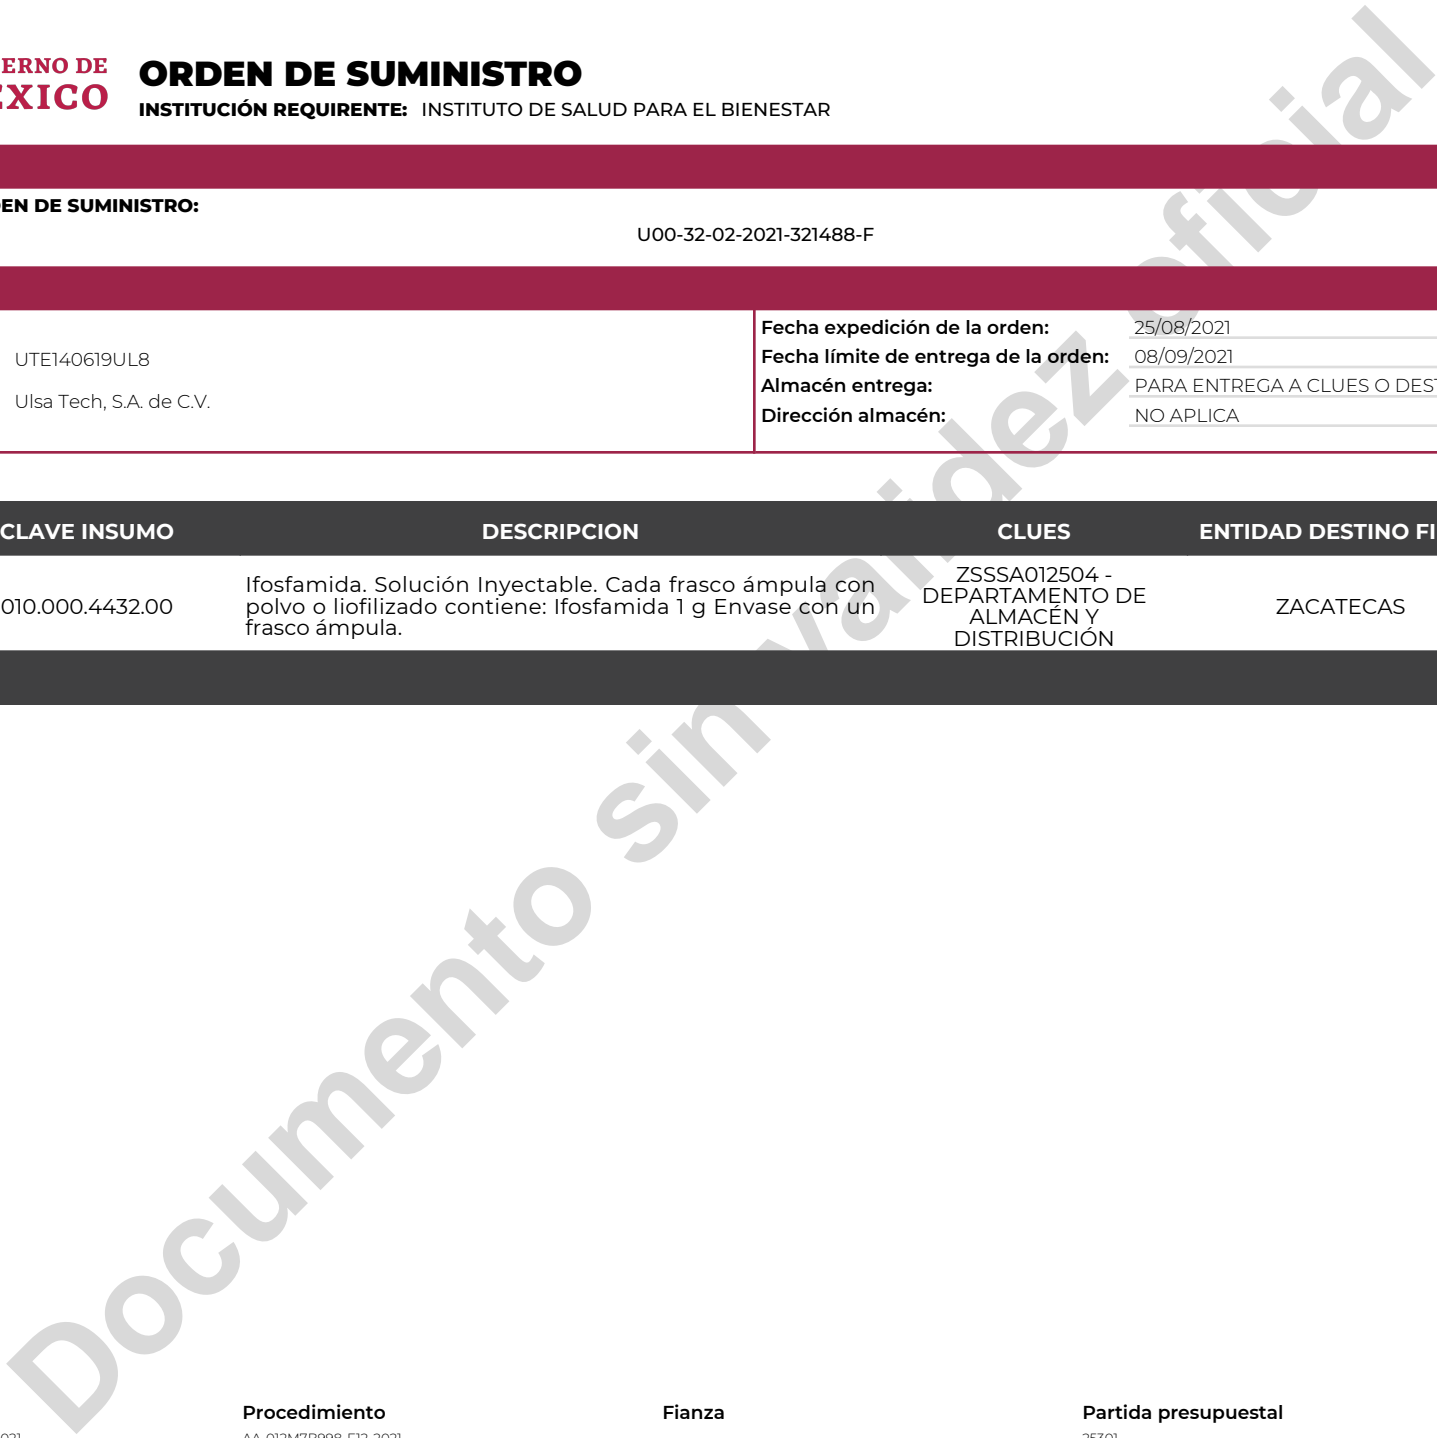 ERNO DE
ORDEN DE SUMINISTRO
EXICO
INSTITUCIÓN REQUIRENTE: INSTITUTO DE SALUD PARA EL BIENESTAR
EN DE SUMINISTRO:
U00-32-02-2021-321488-F
UTE140619UL8
Ulsa Tech, S.A. de C.V.
Fecha expedición de la orden: 25/08/2021
Fecha límite de entrega de la orden: 08/09/2021
Almacén entrega: PARA ENTREGA A CLUES O DEST
Dirección almacén: NO APLICA
CLAVE INSUMO DESCRIPCION CLUES ENTIDAD DESTINO FI
010.000.4432.00
Ifosfamida. Solución Inyectable. Cada frasco ámpula con
polvo o liofilizado contiene: Ifosfamida 1 g Envase con un
frasco ámpula.
ZSSSA012504 -
DEPARTAMENTO DE
ALMACÉN Y
DISTRIBUCIÓN
ZACATECAS
Documento sin validez oficial
Procedimiento Fianza Partida presupuestal